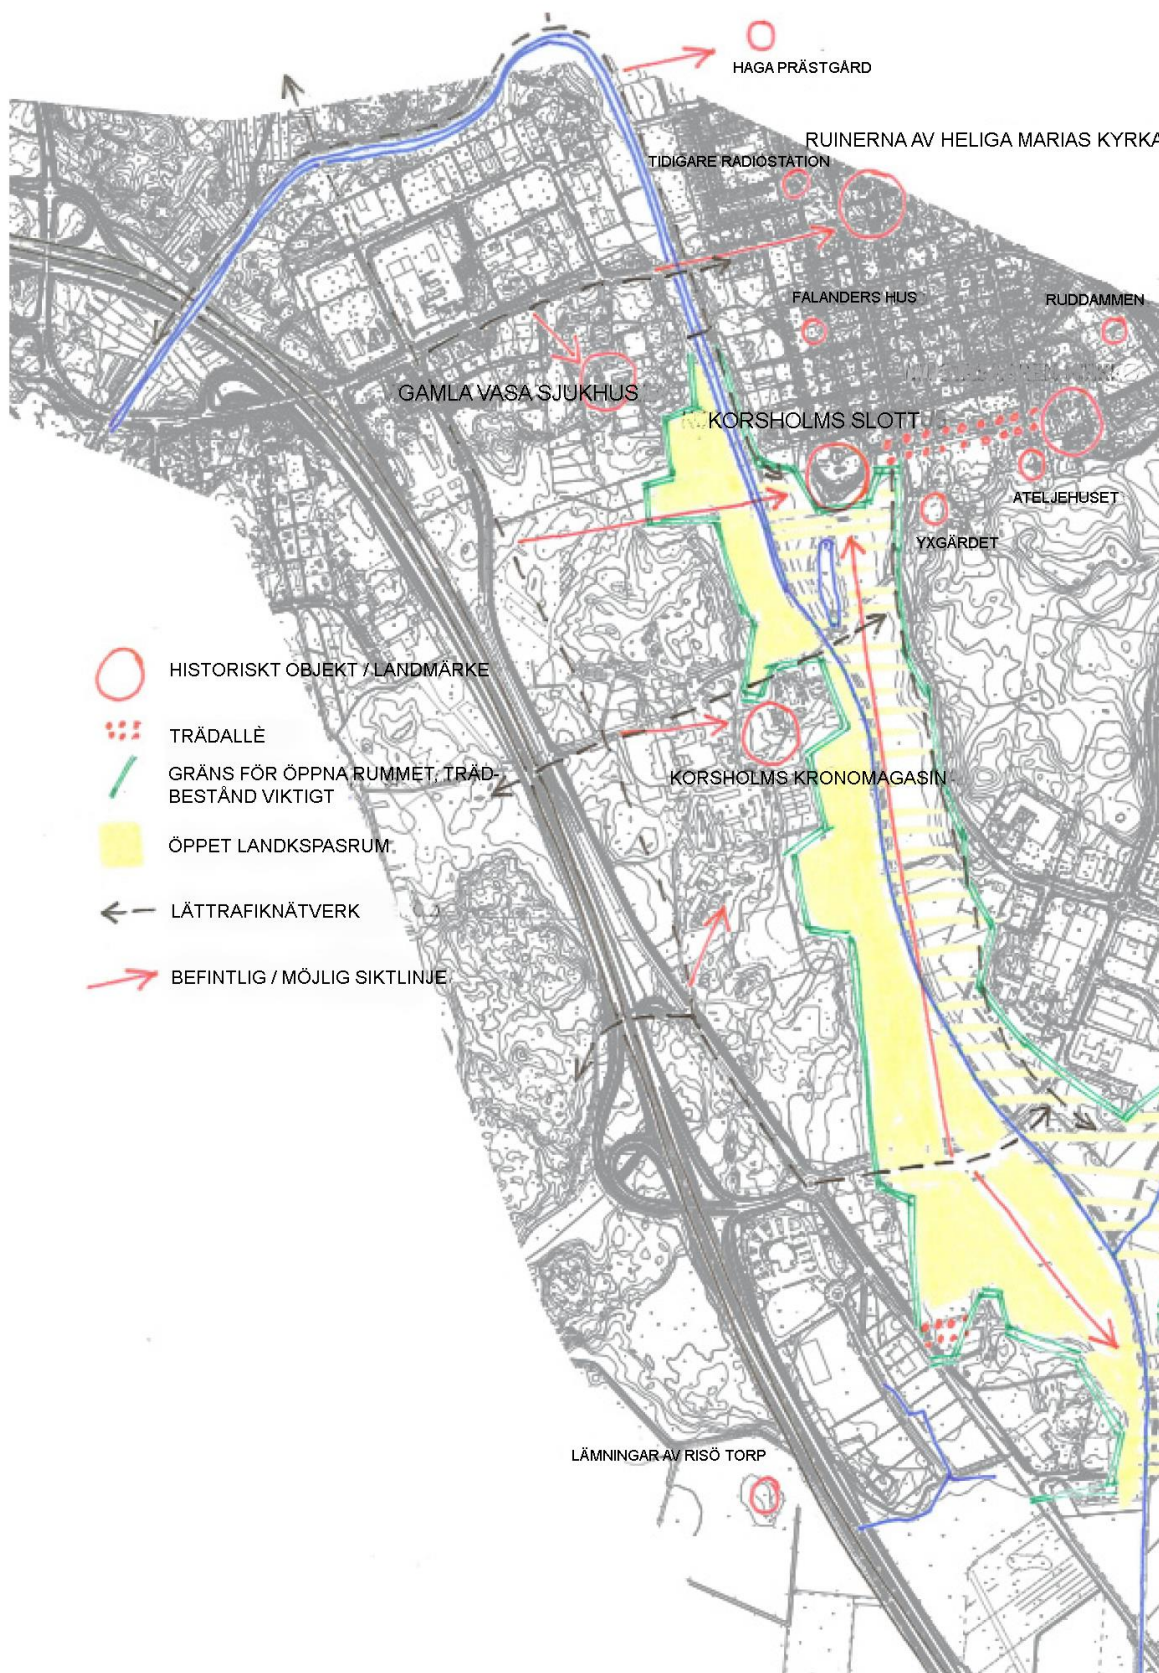 HAGA PRÄSTGÅRD
RUINERNA AV HELIGA MARIAS KYRKA
TIDIGARE RADIOSTATION
FALANDERS HUS
RUDDAMMEN
GAMLA VASA SJUKHUS
KORSHOLMS SLOTT
ATELJEHUSET
YXGÄRDET
HISTORISKT OBJEKT / LANDMÄRKE
TRÄDALLÈ
GRÄNS FÖR ÖPPNA RUMMET, TRÄD-
BESTÅND VIKTIGT
KORSHOLMS KRONOMAGASIN
ÖPPET LANDKSPASRUM
LÄTTRAFIKNÄTVERK
BEFINTLIG / MÖJLIG SIKTLINJE
LÄMNINGAR AV RISÖ TORP